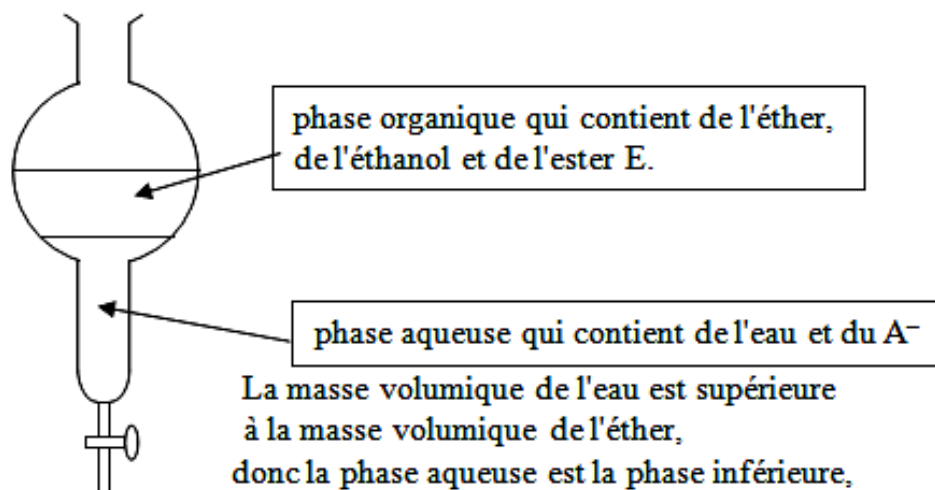 phase organique qui contient de l'éther,
de l'éthanol et de l'ester E.
phase aqueuse qui contient de l'eau et du A⁻
La masse volumique de l'eau est supérieure
à la masse volumique de l'éther,
donc la phase aqueuse est la phase inférieure,